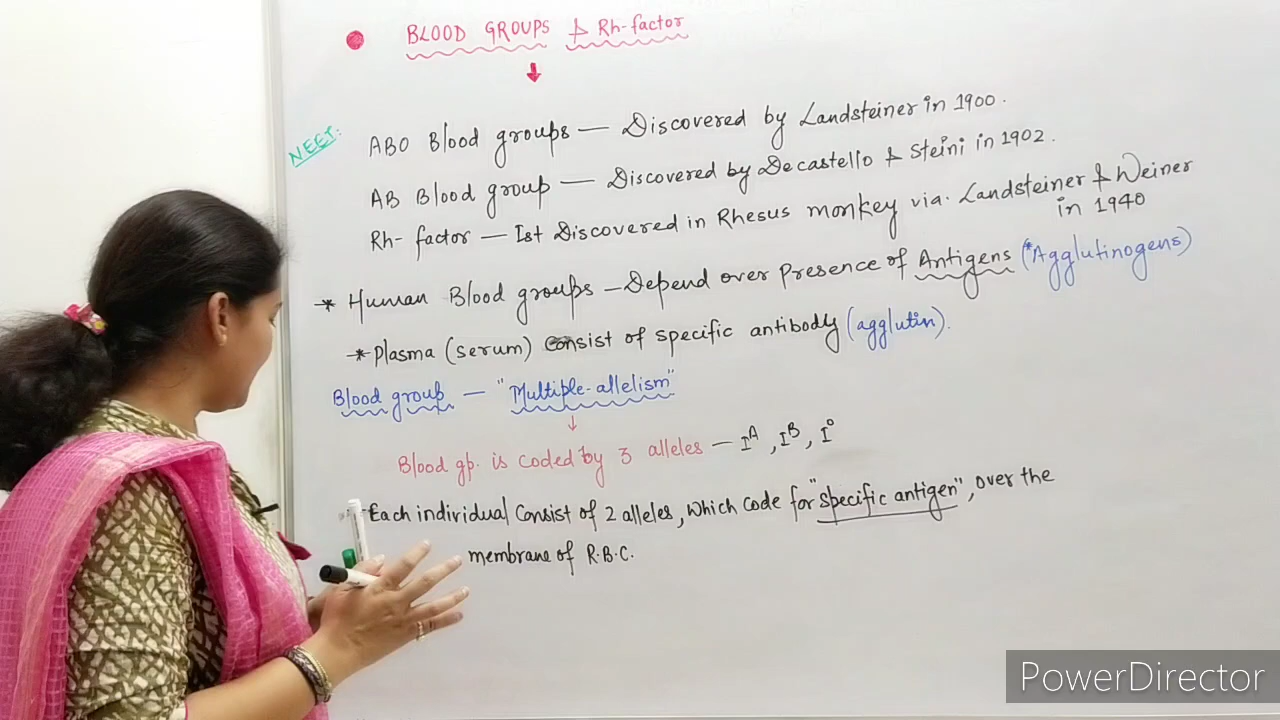 BLOOD GROUPS & Rh-factor
NEET:
ABO Blood groups — Discovered by Landsteiner in 1900.
AB Blood group — Discovered by Decastello & Steini in 1902.
Rh- factor — Ist Discovered in Rhesus monkey via. Landsteiner & Weiner
in 1940
* Human Blood groups — Depend over presence of Antigens (*Agglutinogens)
* Plasma (serum) Consist of specific antibody (agglutin).
Blood group — "Multiple-allelism"
Blood gp. is coded by 3 alleles — I^A, I^B, I^o
Each individual consist of 2 alleles, which code for "specific antigen", over the
membrane of R.B.C.
PowerDirector